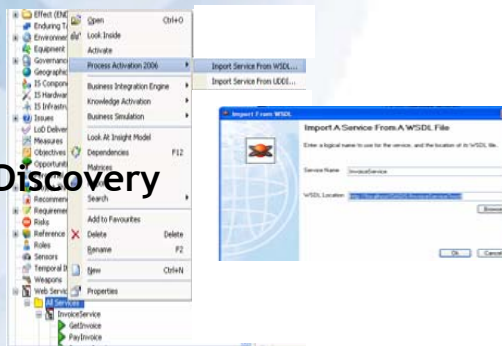 Effect (END
Open Ctrl+O
Enduring T
Look Inside
Environmen
Activate
Equipment
Process Activation 2006
Import Service From WSDL...
Governance
Import Service From UDDI...
Geographic
Business Integration Engine
IS Compon
Knowledge Activation
IS Hardwar
Business Simulation
IS Infrastru
Issues
LoD Deliver
Look At Insight Model
Measures
Dependencies F12
Objectives
Matrices
Opportuniti
Discovery
Search
Recommen
Requiremen
Add to Favourites
Risks
Delete Delete
Reference
Rename F2
Roles
Sensors
New Ctrl+N
Temporal
Weapons
Properties
Web Servic
All Services
InvoiceService
GetInvoice
PayInvoice
Import From WSDL
Import A Service From A WSDL File
Enter a logical name to use for the service, and the location of its WSDL file.
Service Name InvoiceService
WSDL Location
Browse
Ok Cancel